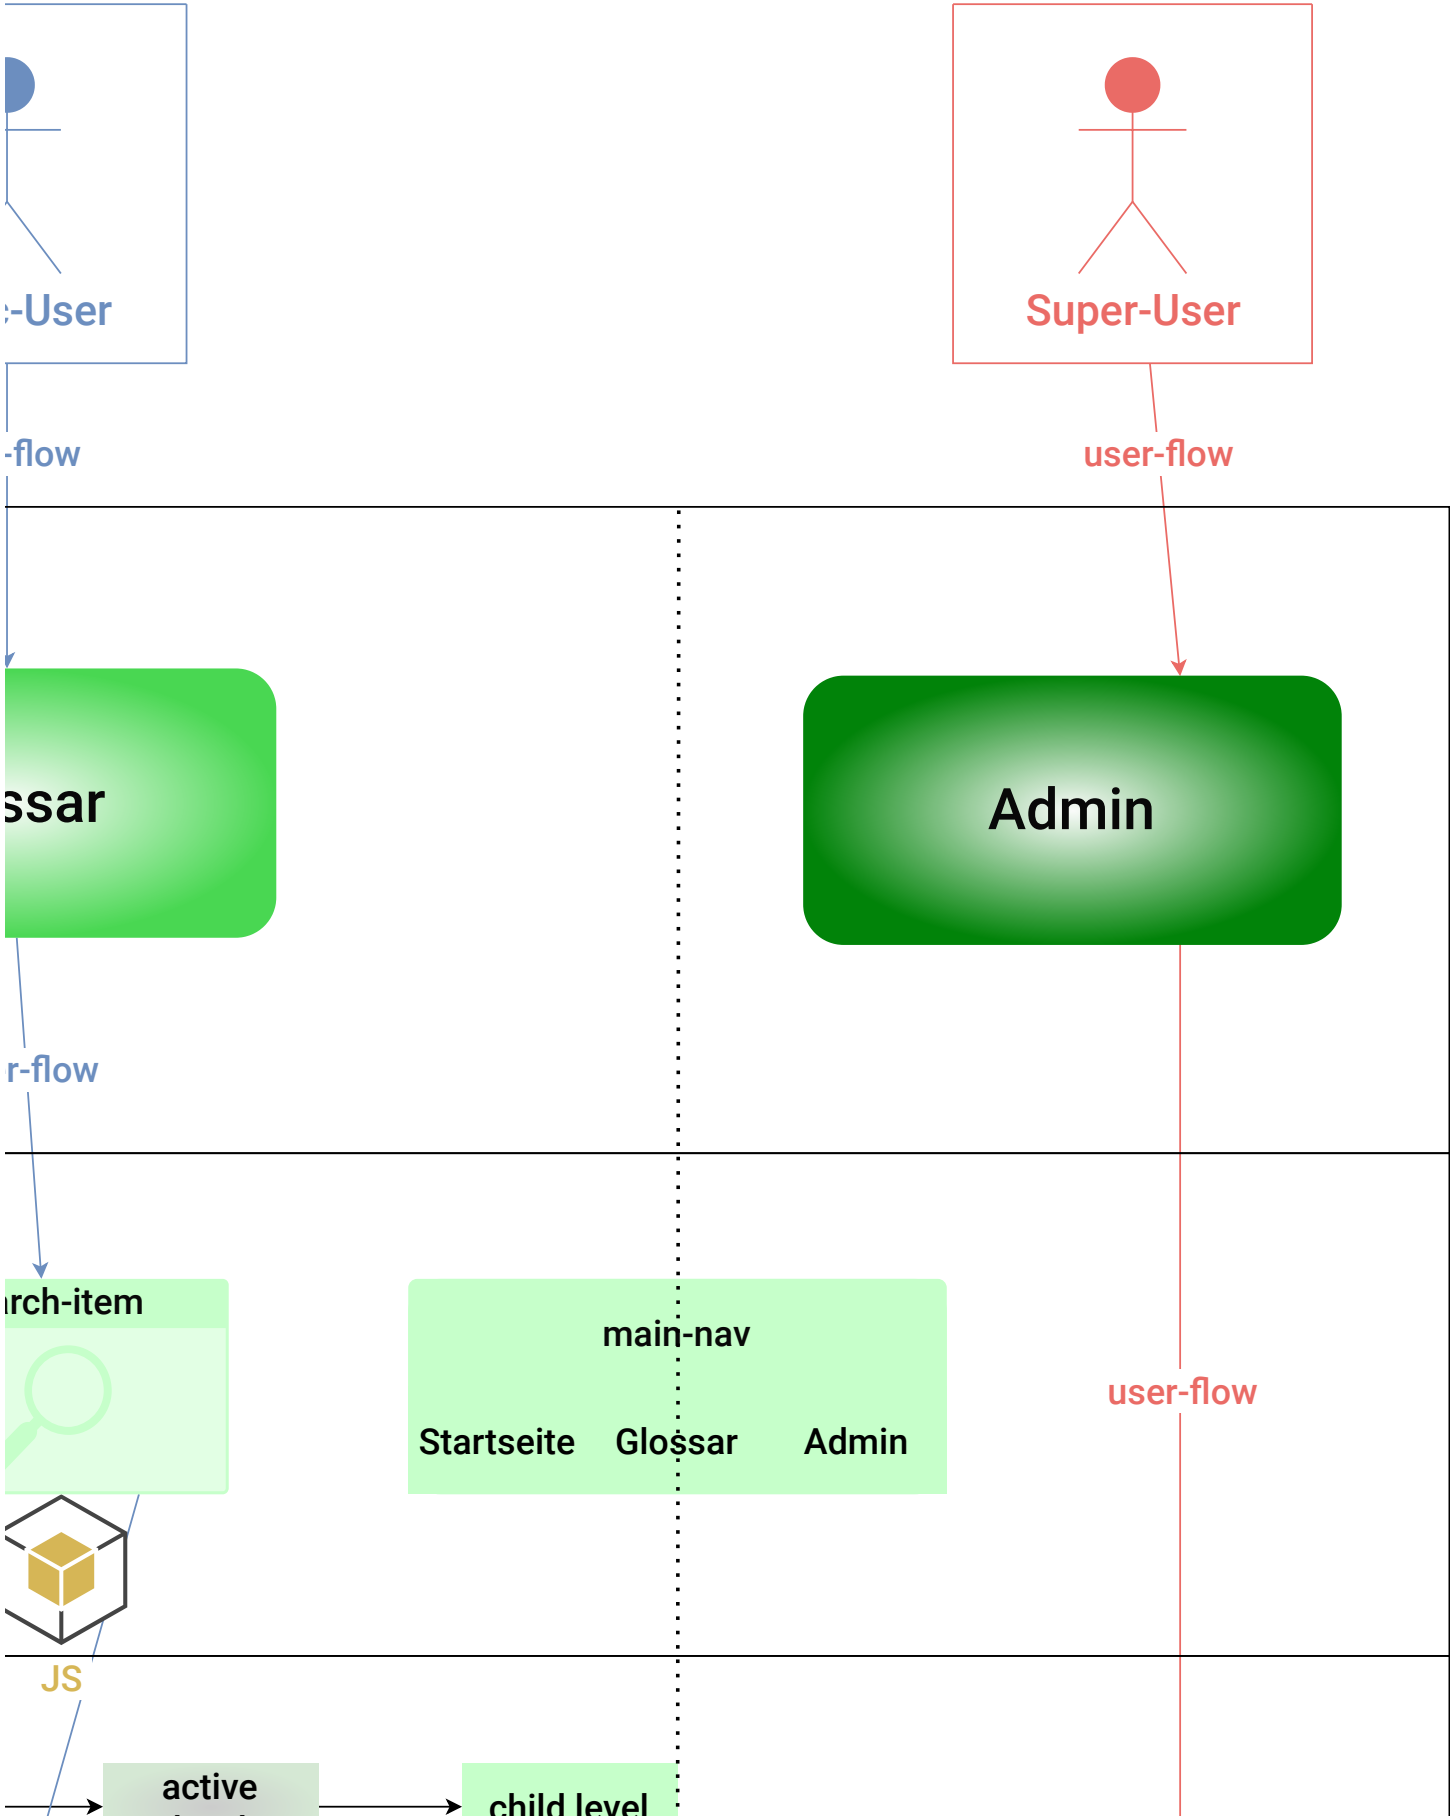 -User
Super-User
-flow
user-flow
ssar
Admin
r-flow
arch-item
main-nav
user-flow
Startseite Glossar Admin
JS
active
child level